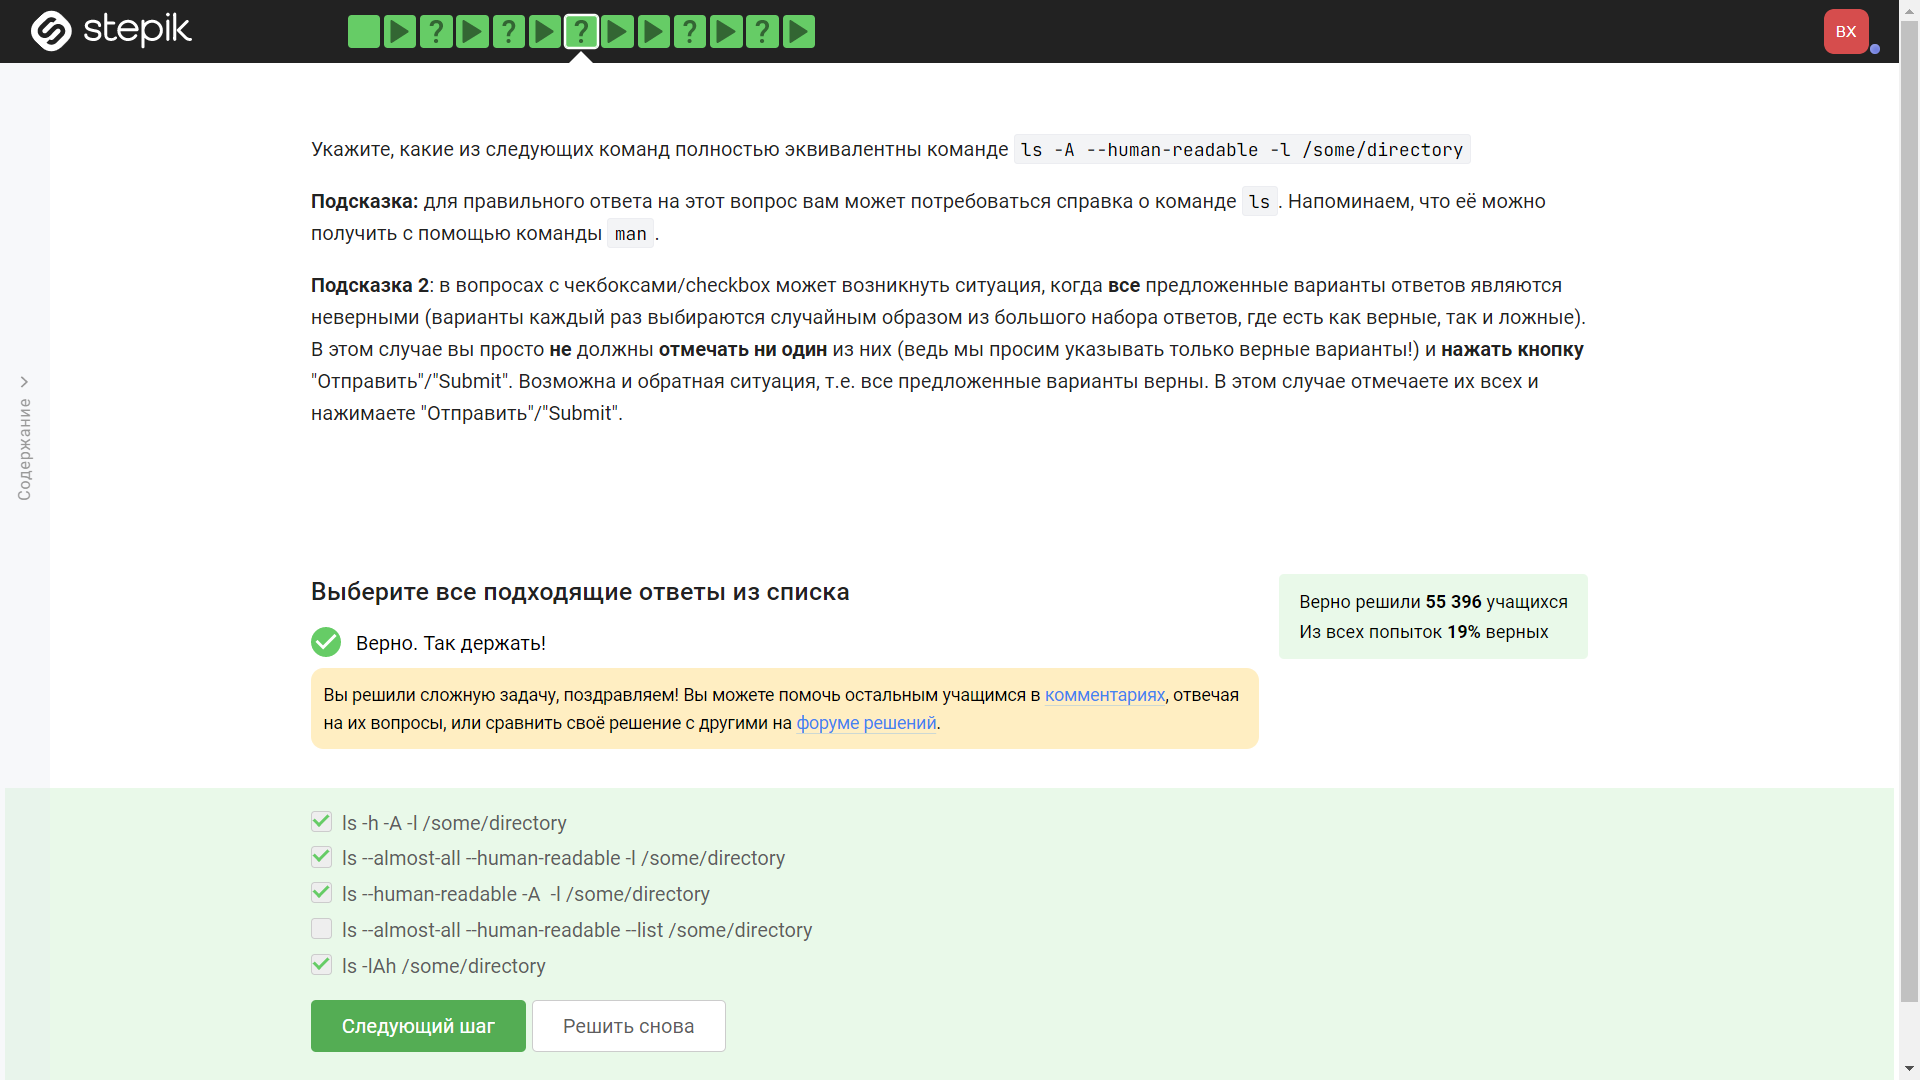 stepik
? ? ? ? ?
BX
Укажите, какие из следующих команд полностью эквивалентны команде ls -A --human-readable -l /some/directory
Подсказка: для правильного ответа на этот вопрос вам может потребоваться справка о команде ls . Напоминаем, что её можно
получить с помощью команды man .
Подсказка 2: в вопросах с чекбоксами/checkbox может возникнуть ситуация, когда все предложенные варианты ответов являются
неверными (варианты каждый раз выбираются случайным образом из большого набора ответов, где есть как верные, так и ложные).
В этом случае вы просто не должны отмечать ни один из них (ведь мы просим указывать только верные варианты!) и нажать кнопку
"Отправить"/"Submit". Возможна и обратная ситуация, т.е. все предложенные варианты верны. В этом случае отмечаете их всех и
нажимаете "Отправить"/"Submit".
Содержание
Выберите все подходящие ответы из списка
Верно решили 55 396 учащихся
Из всех попыток 19% верных
Верно. Так держать!
Вы решили сложную задачу, поздравляем! Вы можете помочь остальным учащимся в комментариях, отвечая
на их вопросы, или сравнить своё решение с другими на форуме решений.
ls -h -A -l /some/directory
ls --almost-all --human-readable -l /some/directory
ls --human-readable -A  -l /some/directory
ls --almost-all --human-readable --list /some/directory
ls -lAh /some/directory
Следующий шаг
Решить снова